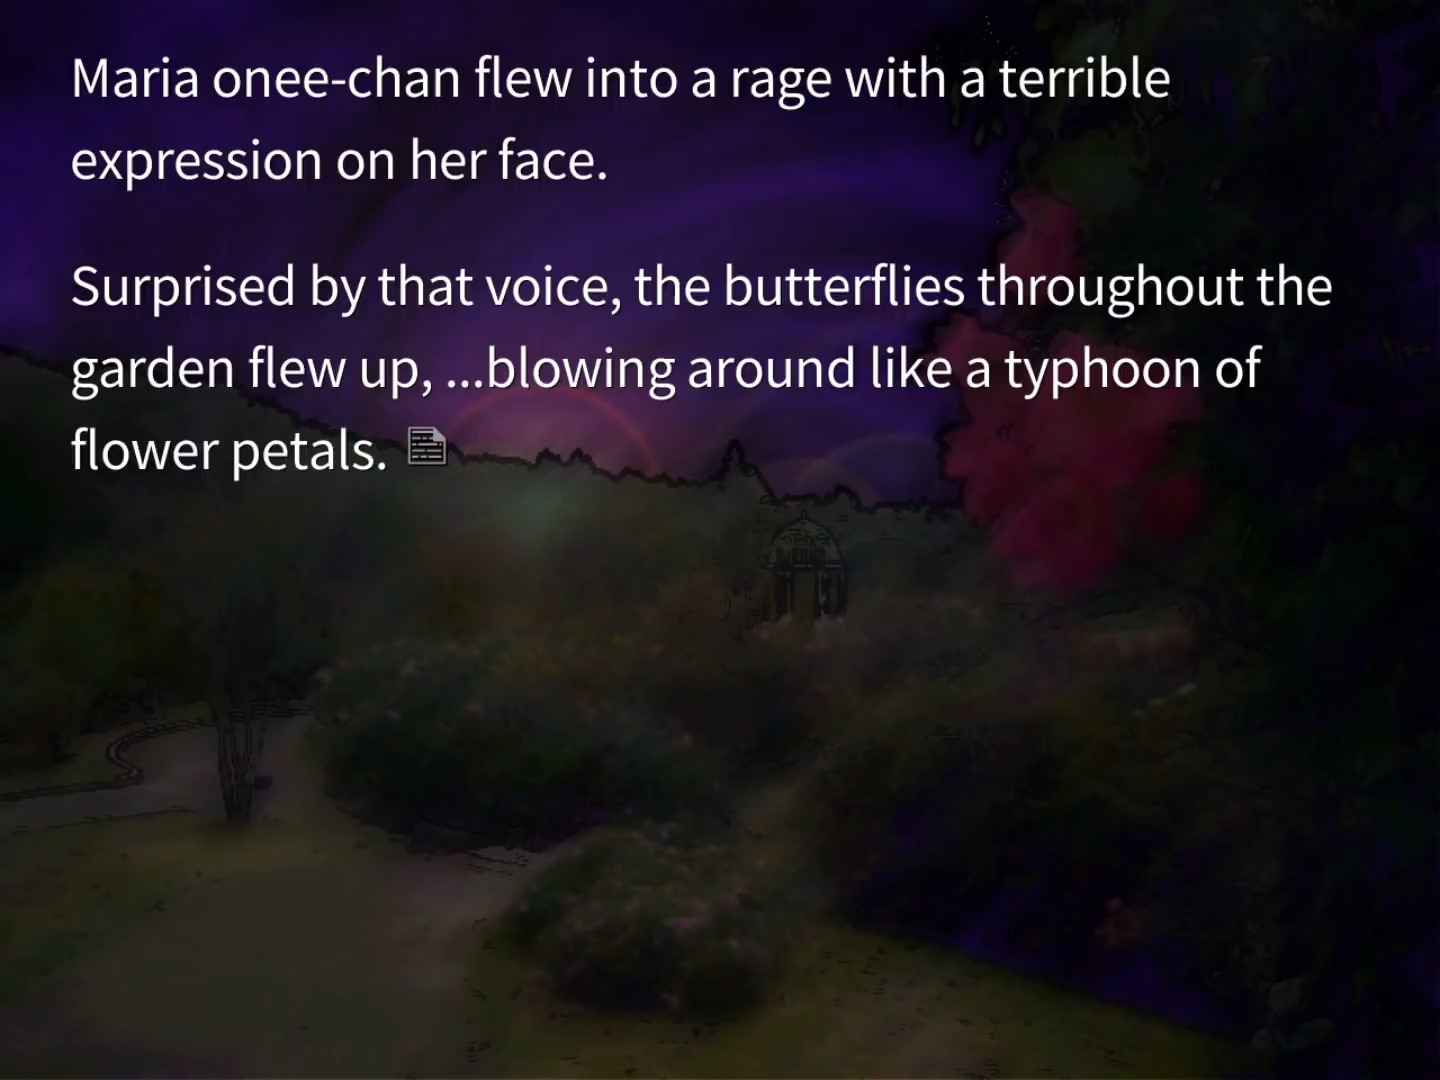 Maria onee-chan flew into a rage with a terrible
expression on her face.
Surprised by that voice, the butterflies throughout the
garden flew up, ...blowing around like a typhoon of
flower petals.